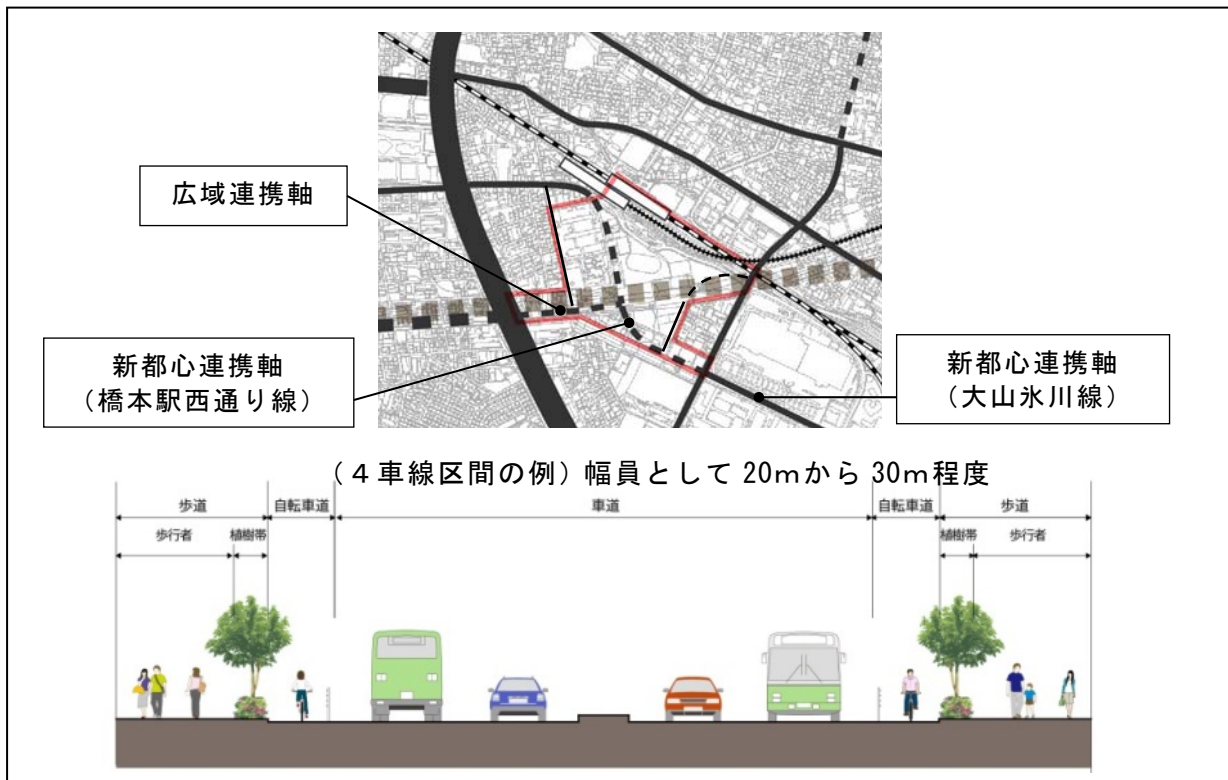 広域連携軸
新都心連携軸
（橋本駅西通り線）
新都心連携軸
（大山氷川線）
（４車線区間の例）幅員として 20ｍから 30ｍ程度
歩道
自転車道
車道
自転車道
歩道
歩行者
植樹帯
植樹帯
歩行者